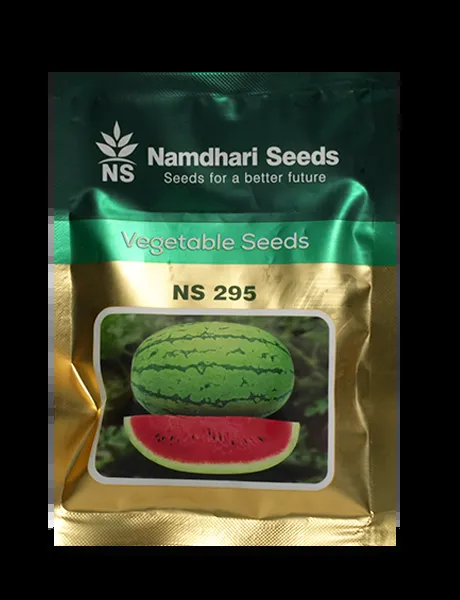 NS
Namdhari Seeds
Seeds for a better future
Vegetable Seeds
NS 295